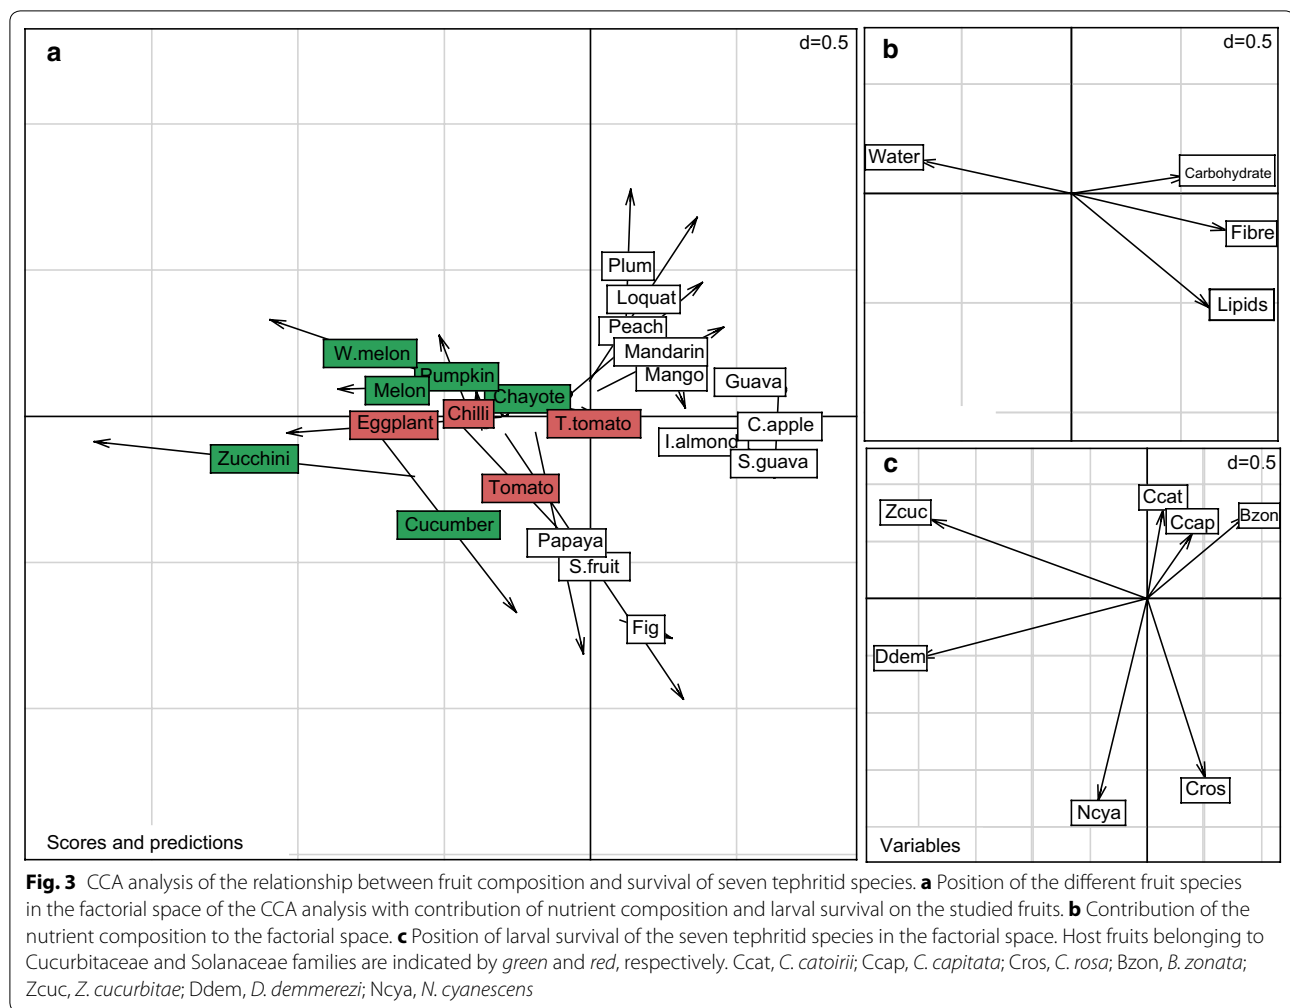 a
d=0.5
Plum
Loquat
Peach
Mandarin
Mango
Guava
W.melon
Pumpkin
Melon
Chayote
Chilli
Eggplant
T.tomato
C.apple
I.almond
S.guava
Zucchini
Tomato
Cucumber
Papaya
S.fruit
Fig
Scores and predictions
b
d=0.5
Water
Carbohydrate
Fibre
Lipids
c
d=0.5
Zcuc
Ccat
Ccap
Bzon
Ddem
Cros
Ncya
Variables
Fig. 3 CCA analysis of the relationship between fruit composition and survival of seven tephritid species. a Position of the different fruit species
in the factorial space of the CCA analysis with contribution of nutrient composition and larval survival on the studied fruits. b Contribution of the
nutrient composition to the factorial space. c Position of larval survival of the seven tephritid species in the factorial space. Host fruits belonging to
Cucurbitaceae and Solanaceae families are indicated by green and red, respectively. Ccat, C. catoirii; Ccap, C. capitata; Cros, C. rosa; Bzon, B. zonata;
Zcuc, Z. cucurbitae; Ddem, D. demmerezi; Ncya, N. cyanescens